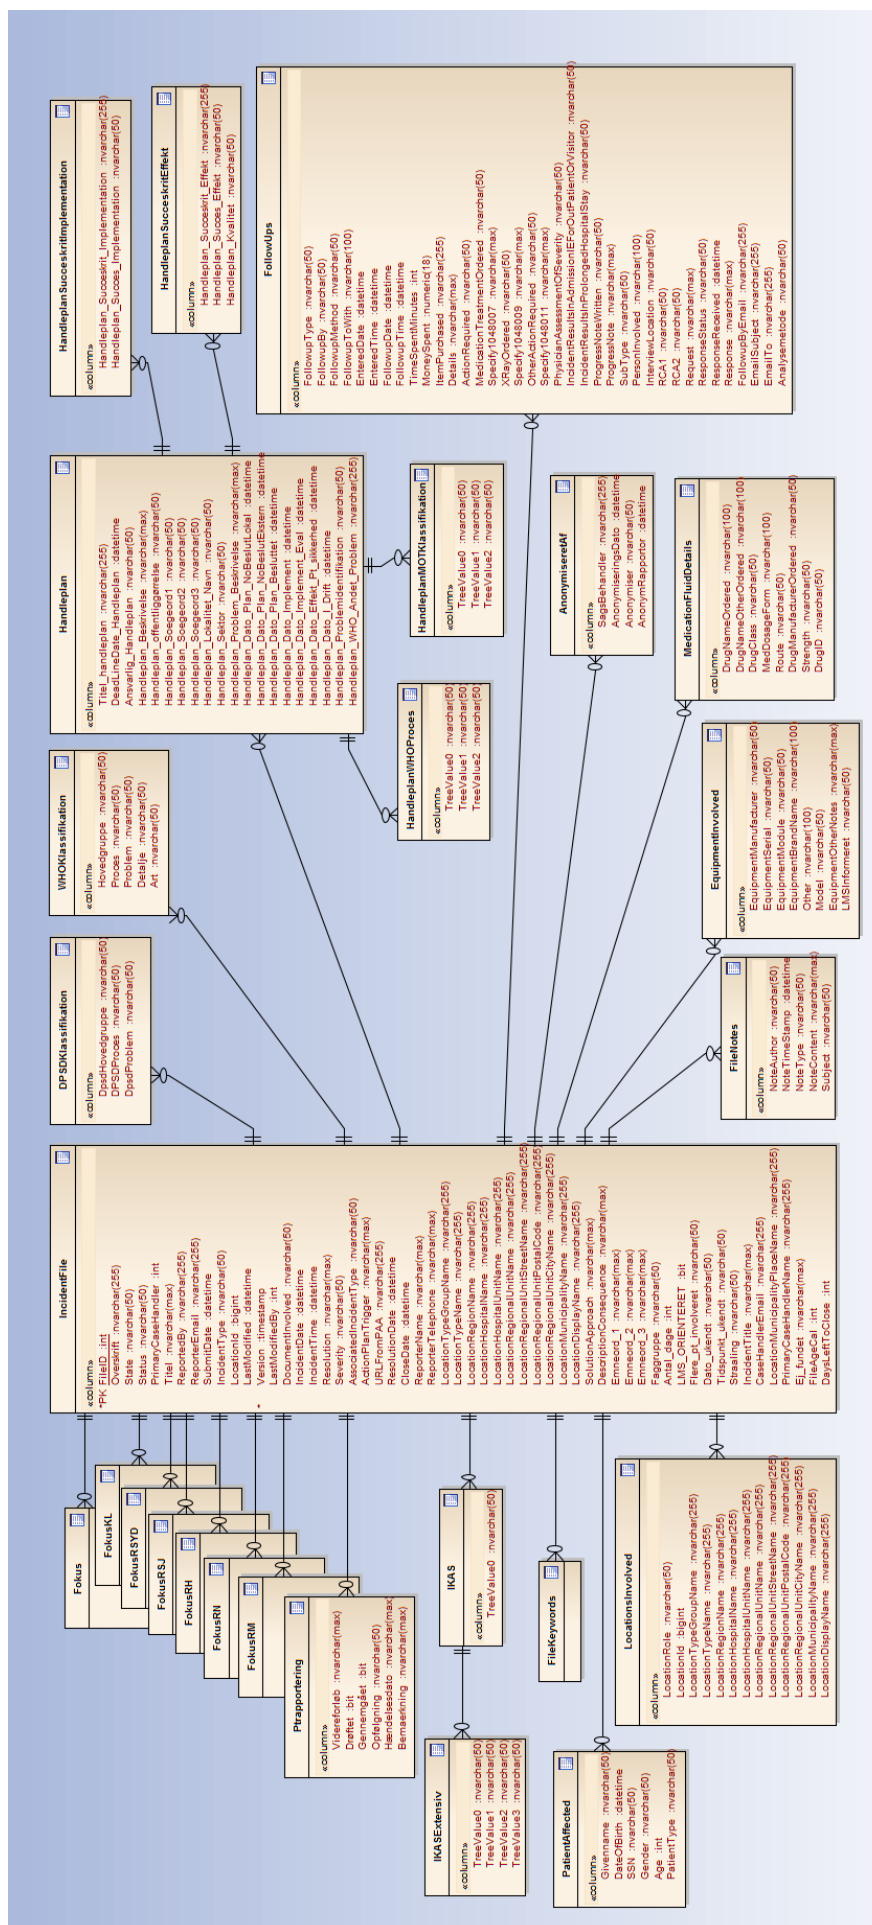 HandleplanSucceskritImplementation
«column»
Handleplan_Succeskrit_Implementation :nvarchar(255)
Handleplan_Succes_Implementation :nvarchar(50)
HandleplanSucceskritEffekt
«column»
Handleplan_Succeskrit_Effekt :nvarchar(255)
Handleplan_Succes_Effekt :nvarchar(50)
Handleplan_Kvalitet :nvarchar(50)
FollowUps
«column»
FollowupType :nvarchar(50)
FollowupBy :nvarchar(50)
FollowupMethod :nvarchar(50)
FollowupToWith :nvarchar(100)
EnteredDate :datetime
EnteredTime :datetime
FollowupDate :datetime
FollowupTime :datetime
TimeSpentMinutes :int
MoneySpent :numeric(18)
ItemPurchased :nvarchar(255)
Details :nvarchar(max)
ActionRequired :nvarchar(50)
MedicationTreatmentOrdered :nvarchar(50)
Specify1048007 :nvarchar(max)
XRayOrdered :nvarchar(50)
Specify1048009 :nvarchar(max)
OtherActionRequired :nvarchar(50)
Specify1048011 :nvarchar(max)
PhysicianAssessmentOfSeverity :nvarchar(50)
IncidentResultsInAdmissionIEForOutPatientOrVisitor :nvarchar(50)
IncidentResultsInProlongedHospitalStay :nvarchar(50)
ProgressNoteWritten :nvarchar(50)
ProgressNote :nvarchar(max)
SubType :nvarchar(50)
PersonInvolved :nvarchar(100)
InterviewLocation :nvarchar(50)
RCA1 :nvarchar(50)
RCA2 :nvarchar(50)
Request :nvarchar(max)
ResponseStatus :nvarchar(50)
ResponseReceived :datetime
Response :nvarchar(max)
FollowupByEmail :nvarchar(255)
EmailSubject :nvarchar(255)
EmailTo :nvarchar(255)
Analysemetode :nvarchar(50)
Handleplan
«column»
Titel_handleplan :nvarchar(255)
DeadLineDate_Handleplan :datetime
Ansvarlig_Handleplan :nvarchar(50)
Handleplan_Beskrivelse :nvarchar(max)
Handleplan_offentliggørrelse :nvarchar(50)
Handleplan_Soegeord1 :nvarchar(50)
Handleplan_Soegeord2 :nvarchar(50)
Handleplan_Soegeord3 :nvarchar(50)
Handleplan_Lokalitet_Navn :nvarchar(50)
Handleplan_Sektor :nvarchar(50)
Handleplan_Problem_Beskrivelse :nvarchar(max)
Handleplan_Dato_Plan_NoBeslutLokal :datetime
Handleplan_Dato_Plan_NoBeslutEkstern :datetime
Handleplan_Dato_Plan_Besluttet :datetime
Handleplan_Dato_Implement :datetime
Handleplan_Dato_Implement_Eval :datetime
Handleplan_Dato_Effekt_Pt_sikkerhed :datetime
Handleplan_Dato_I_Drift :datetime
Handleplan_Problemidentifikation :nvarchar(50)
Handleplan_WHO_Andet_Problem :nvarchar(255)
HandleplanMOTKlassifikation
«column»
TreeValue0 :nvarchar(50)
TreeValue1 :nvarchar(50)
TreeValue2 :nvarchar(50)
HandleplanWHOProces
«column»
TreeValue0 :nvarchar(50)
TreeValue1 :nvarchar(50)
TreeValue2 :nvarchar(50)
AnonymisereAf
«column»
SagsBehandler :nvarchar(255)
AnonymiseringsDato :datetime
Anonymiser :nvarchar(50)
AnonymRapportor :datetime
MedicationFluidDetails
«column»
DrugNameOrdered :nvarchar(100)
DrugNameOtherOrdered :nvarchar(100)
DrugClass :nvarchar(50)
MedDosageForm :nvarchar(100)
Route :nvarchar(50)
DrugManufacturerOrdered :nvarchar(50)
Strength :nvarchar(50)
DrugID :nvarchar(50)
WHOKlassifikation
«column»
Hovedgruppe :nvarchar(50)
Proces :nvarchar(50)
Problem :nvarchar(50)
Detalje :nvarchar(50)
Art :nvarchar(50)
EquipmentInvolved
«column»
EquipmentManufacturer :nvarchar(50)
EquipmentSerial :nvarchar(50)
EquipmentModule :nvarchar(50)
EquipmentBrandName :nvarchar(100)
Other :nvarchar(100)
Model :nvarchar(50)
EquipmentOtherNotes :nvarchar(max)
LMSInformeret :nvarchar(50)
DPSDKlassifikation
«column»
DpsdHovedgruppe :nvarchar(50)
DPSDProces :nvarchar(50)
DpsdProblem :nvarchar(50)
FileNotes
«column»
NoteAuthor :nvarchar(50)
NoteTimeStamp :datetime
NoteType :nvarchar(50)
NoteContent :nvarchar(max)
Subject :nvarchar(50)
IncidentFile
«column»
*PK FileID :int
Overskrift :nvarchar(255)
State :nvarchar(50)
Status :nvarchar(50)
PrimaryCaseHandler :int
Titel :nvarchar(max)
ReportedBy :nvarchar(255)
ReporterEmail :nvarchar(255)
SubmitDate :datetime
IncidentType :nvarchar(50)
LocationId :bigint
LastModified :datetime
* Version :timestamp
LastModifiedBy :int
DocumentInvolved :nvarchar(50)
IncidentDate :datetime
IncidentTime :datetime
Resolution :nvarchar(max)
Severity :nvarchar(50)
AssociatedIncidentType :nvarchar(50)
ActionPlanTrigger :nvarchar(max)
URLFromPAA :nvarchar(255)
ResolutionDate :datetime
CloseDate :datetime
ReporterName :nvarchar(max)
ReporterTelephone :nvarchar(max)
LocationTypeGroupName :nvarchar(255)
LocationTypeName :nvarchar(255)
LocationRegionName :nvarchar(255)
LocationHospitalName :nvarchar(255)
LocationHospitalUnitName :nvarchar(255)
LocationRegionalUnitName :nvarchar(255)
LocationRegionalUnitStreetName :nvarchar(255)
LocationRegionalUnitPostalCode :nvarchar(255)
LocationRegionalUnitCityName :nvarchar(255)
LocationMunicipalityName :nvarchar(255)
LocationDisplayName :nvarchar(255)
SolutionApproach :nvarchar(max)
DescriptionConsequence :nvarchar(max)
Emneord_1 :nvarchar(max)
Emneord_2 :nvarchar(max)
Emneord_3 :nvarchar(max)
Faggruppe :nvarchar(50)
Antal_dage :int
LMS_ORIENTERET :bit
Flere_pt_involveret :nvarchar(50)
Dato_ukendt :nvarchar(50)
Tidspunkt_ukendt :nvarchar(50)
Straaling :nvarchar(50)
IncidentTitle :nvarchar(max)
CaseHandlerEmail :nvarchar(255)
LocationMunicipalityPlaceName :nvarchar(255)
PrimaryCaseHandlerName :nvarchar(255)
Ej_fundet :nvarchar(max)
FileAgeCal :int
DaysLeftToClose :int
Fokus
FokusKL
FokusRSYD
FokusRSJ
FokusRH
FokusRN
FokusRM
Ptrapportering
«column»
Videreforløb :nvarchar(max)
Drøftet :bit
Gennemgået :bit
Opfølgning :nvarchar(50)
Hændelsesdato :nvarchar(max)
Bemaerkning :nvarchar(max)
IKAS
«column»
TreeValue0 :nvarchar(50)
IKASExtensiv
«column»
TreeValue0 :nvarchar(50)
TreeValue1 :nvarchar(50)
TreeValue2 :nvarchar(50)
TreeValue3 :nvarchar(50)
FileKeywords
LocationsInvolved
«column»
LocationRole :nvarchar(50)
LocationId :bigint
LocationTypeGroupName :nvarchar(255)
LocationTypeName :nvarchar(255)
LocationRegionName :nvarchar(255)
LocationHospitalName :nvarchar(255)
LocationHospitalUnitName :nvarchar(255)
LocationRegionalUnitName :nvarchar(255)
LocationRegionalUnitStreetName :nvarchar(255)
LocationRegionalUnitPostalCode :nvarchar(255)
LocationRegionalUnitCityName :nvarchar(255)
LocationMunicipalityName :nvarchar(255)
LocationDisplayName :nvarchar(255)
PatientAffected
«column»
Givenname :nvarchar(50)
DateOfBirth :datetime
SSN :nvarchar(50)
Gender :nvarchar(50)
Age :int
PatientType :nvarchar(50)